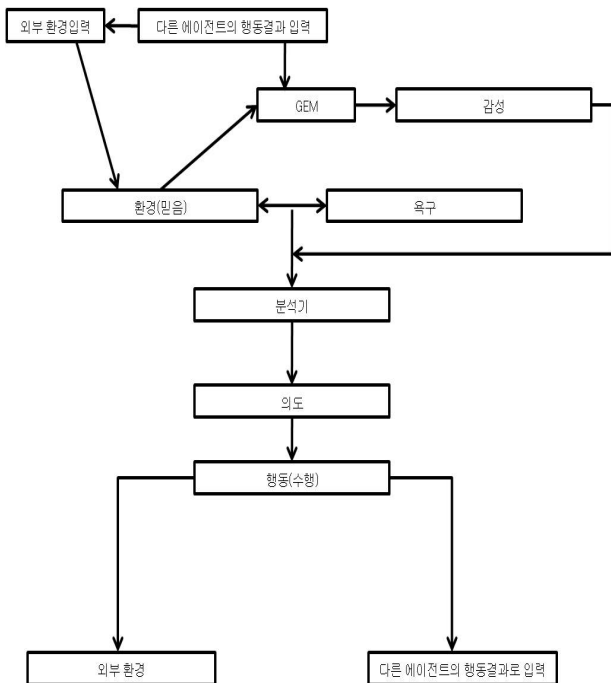 외부 환경입력
다른 에이전트의 행동결과 입력
GEM
감성
환경(믿음)
욕구
분석기
의도
행동(수행)
외부 환경
다른 에이전트의 행동결과로 입력